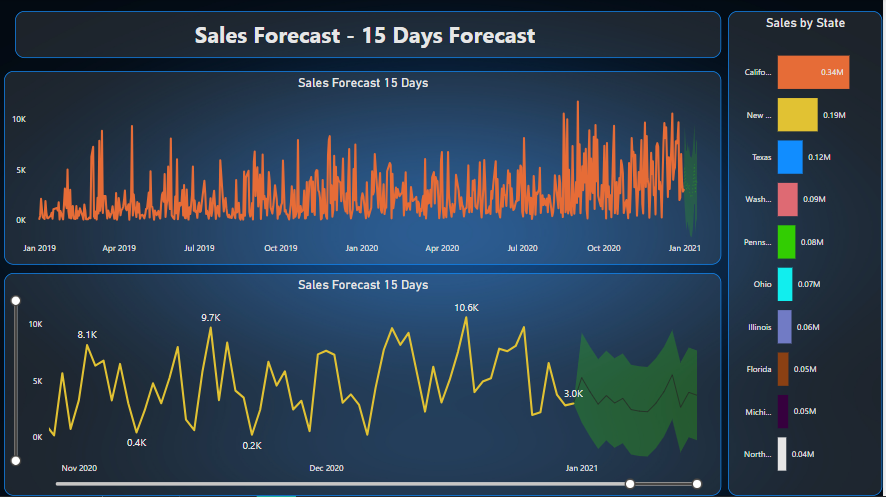 Sales Forecast - 15 Days Forecast
Sales Forecast 15 Days
10K
5K
0K
Jan 2019
Apr 2019
Jul 2019
Oct 2019
Jan 2020
Apr 2020
Jul 2020
Oct 2020
Jan 2021
Sales Forecast 15 Days
10K
5K
0K
8.1K
0.4K
9.7K
0.2K
10.6K
3.0K
Nov 2020
Dec 2020
Jan 2021
Sales by State
Califo... 0.34M
New ... 0.19M
Texas 0.12M
Wash... 0.09M
Penns... 0.08M
Ohio 0.07M
Illinois 0.06M
Florida 0.05M
Michi... 0.05M
North... 0.04M